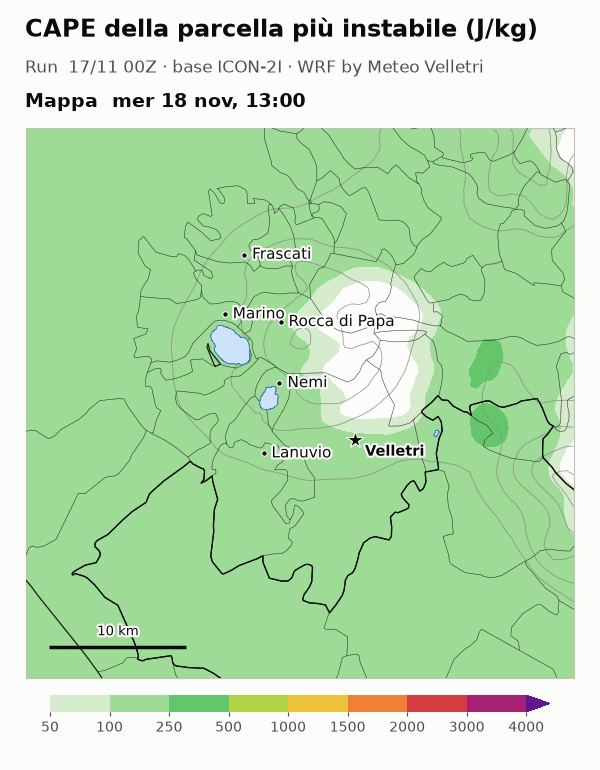 CAPE della parcella più instabile (J/kg)
Run  17/11 00Z · base ICON-2I · WRF by Meteo Velletri
Mappa  mer 18 nov, 13:00
Frascati
Marino
Rocca di Papa
Nemi
Velletri
Lanuvio
10 km
50 100 250 500 1000 1500 2000 3000 4000